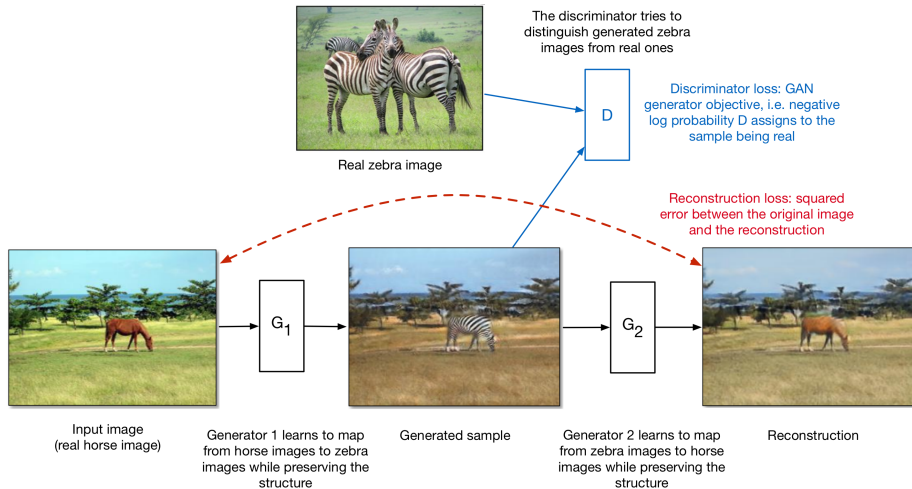 The discriminator tries to
distinguish generated zebra
images from real ones
D
Discriminator loss: GAN
generator objective, i.e. negative
log probability D assigns to the
sample being real
Real zebra image
Reconstruction loss: squared
error between the original image
and the reconstruction
G1
G2
Input image
(real horse image)
Generator 1 learns to map
from horse images to zebra
images while preserving the
structure
Generated sample
Generator 2 learns to map
from zebra images to horse
images while preserving the
structure
Reconstruction